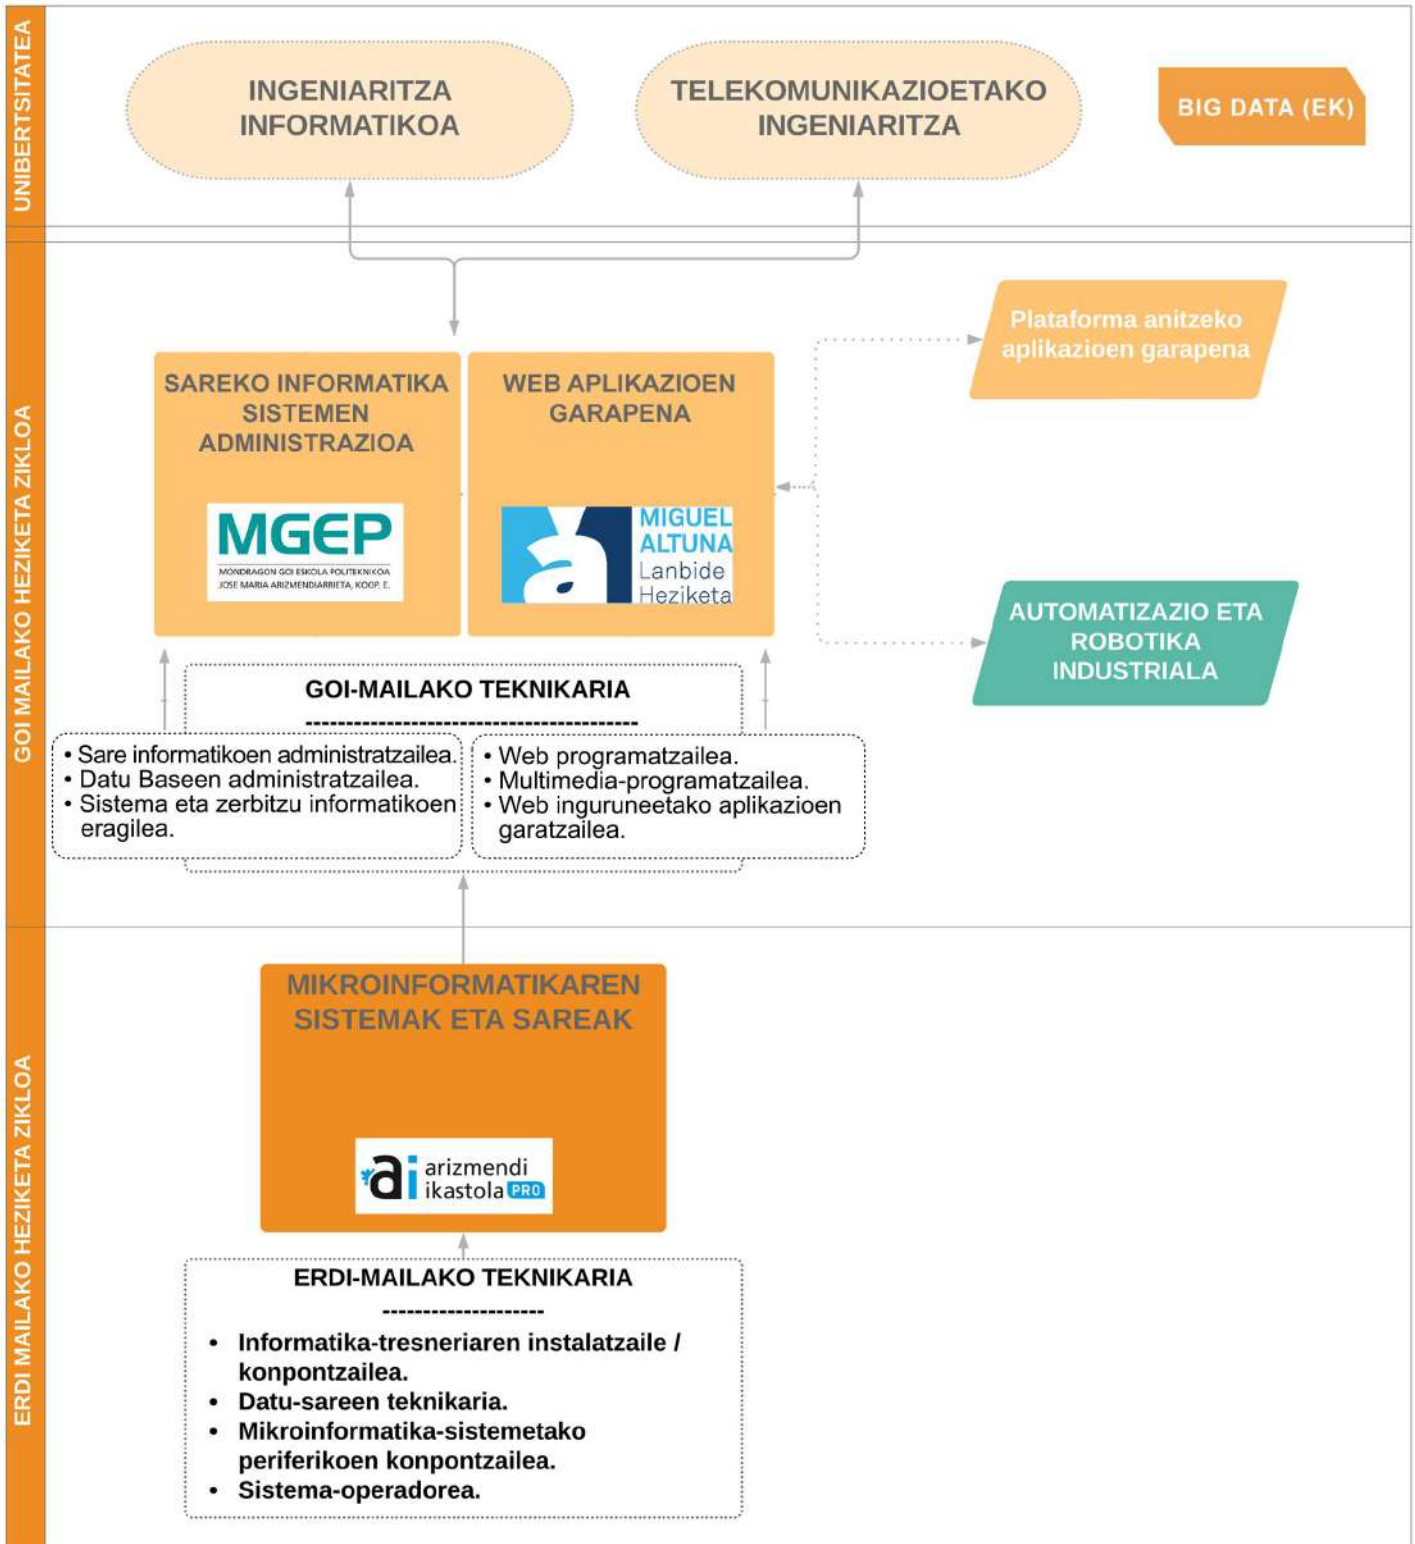 UNIBERTSITATEA
INGENIARITZA
INFORMATIKOA
TELEKOMUNIKAZIOETAKO
INGENIARITZA
BIG DATA (EK)
GOI MAILAKO HEZIKETA ZIKLOA
Plataforma anitzeko
aplikazioen garapena
SAREKO INFORMATIKA
SISTEMEN
ADMINISTRAZIOA
MGEP
MONDRAGON GOI ESKOLA POLITEKNIKOA
JOSE MARIA ARIZMENDIARRIETA, KOOP. E.
WEB APLIKAZIOEN
GARAPENA
a
MIGUEL
ALTUNA
Lanbide
Heziketa
AUTOMATIZAZIO ETA
ROBOTIKA
INDUSTRIALA
GOI-MAILAKO TEKNIKARIA
-----------------------------------------
• Sare informatikoen administratzailea.
• Datu Baseen administratzailea.
• Sistema eta zerbitzu informatikoen
eragilea.
• Web programatzailea.
• Multimedia-programatzailea.
• Web inguruneetako aplikazioen
garatzailea.
ERDI MAILAKO HEZIKETA ZIKLOA
MIKROINFORMATIKAREN
SISTEMAK ETA SAREAK
ai arizmendi
ikastola PRO
ERDI-MAILAKO TEKNIKARIA
--------------------
• Informatika-tresneriaren instalatzaile /
konpontzailea.
• Datu-sareen teknikaria.
• Mikroinformatika-sistemetako
periferikoen konpontzailea.
• Sistema-operadorea.